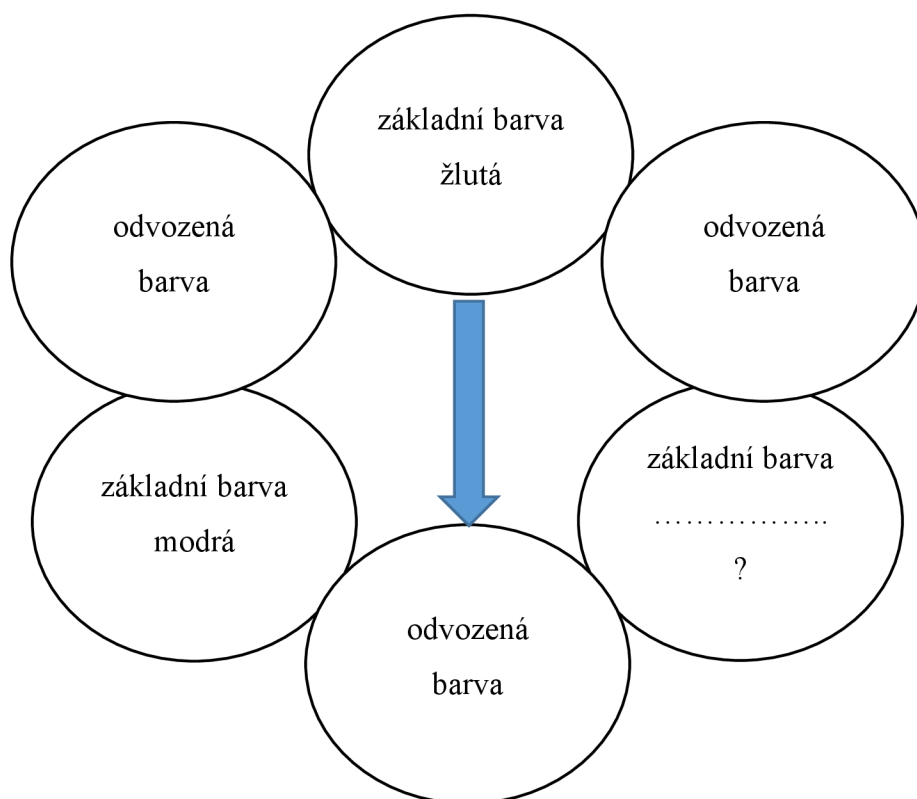 základní barva
žlutá
odvozená
barva
odvozená
barva
základní barva
modrá
základní barva
……………..
?
odvozená
barva